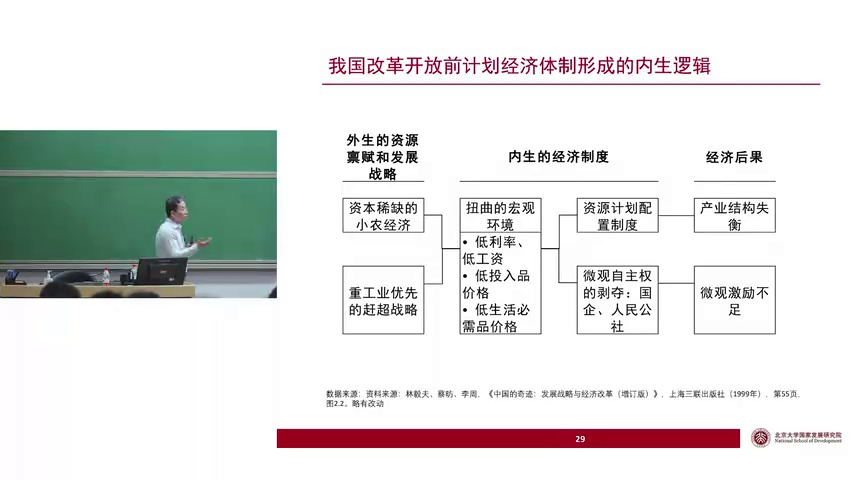 我国改革开放前计划经济体制形成的内生逻辑
外生的资源
禀赋和发展
战略
内生的经济制度
经济后果
资本稀缺的
小农经济
重工业优先
的赶超战略
扭曲的宏观
环境
• 低利率、
低工资
• 低投入品
价格
• 低生活必
需品价格
资源计划配
置制度
微观自主权
的剥夺：国
企、人民公
社
产业结构失
衡
微观激励不
足
数据来源：资料来源：林毅夫、蔡昉、李周，《中国的奇迹：发展战略与经济改革（增订版）》，上海三联出版社（1999年），第55页，
图2.2。略有改动
29
北京大学国家发展研究院
National School of Development